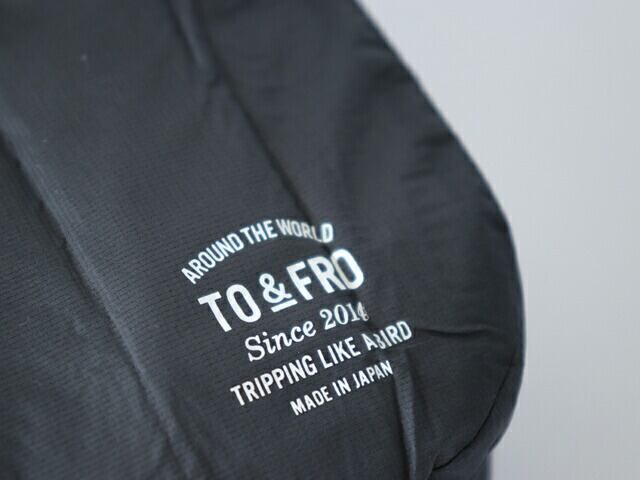 AROUND THE WORLD
TO & FRO
Since 2014
TRIPPING LIKE A BIRD
MADE IN JAPAN